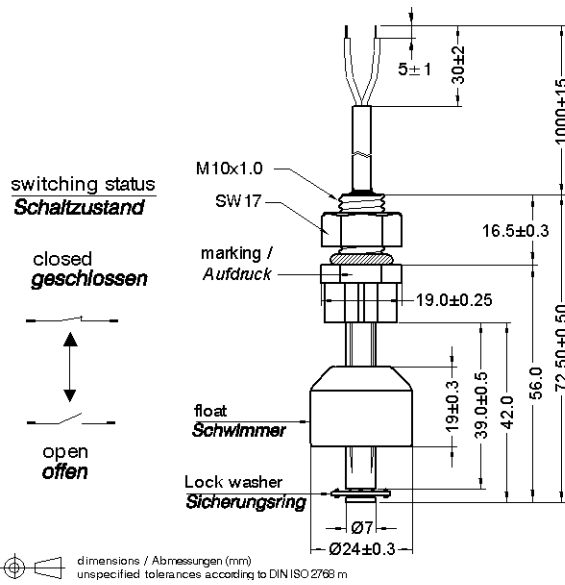 5±1
30±2
1000+15
M10x1.0
SW 17
switching status
Schaltzustand
16.5±0.3
marking /
Aufdruck
closed
geschlossen
19.0±0.25
72.50±0.50
56.0
42.0
39.0±0.5
19±0.3
float
Schwimmer
open
offen
Lock washer
Sicherungsring
Ø7
Ø24±0.3
dimensions / Abmessungen (mm)
unspecified tolerances according to DIN ISO 2768 m